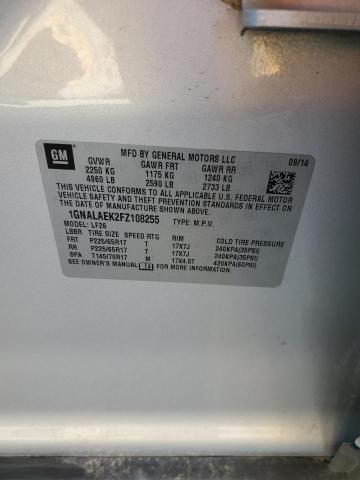 GM
MFD BY GENERAL MOTORS LLC 09/14
GVWR GAWR FRT GAWR RR
2250 KG 1175 KG 1240 KG
4960 LB 2590 LB 2733 LB
THIS VEHICLE CONFORMS TO ALL APPLICABLE U.S. FEDERAL MOTOR
VEHICLE SAFETY AND THEFT PREVENTION STANDARDS IN EFFECT
ON THE DATE OF MANUFACTURE SHOWN ABOVE.
1GNALAEK2FZ108255 TYPE: M.P.V.
MODEL: LF26
LBBR TIRE SIZE SPEED RTG RIM COLD TIRE PRESSURE
FRT P225/65R17 T 17X7J 240KPA(35PSI)
RR P225/65R17 T 17X7J 240KPA(35PSI)
SPA T145/70R17 M 17X4.0T 420KPA(60PSI)
SEE OWNER'S MANUAL